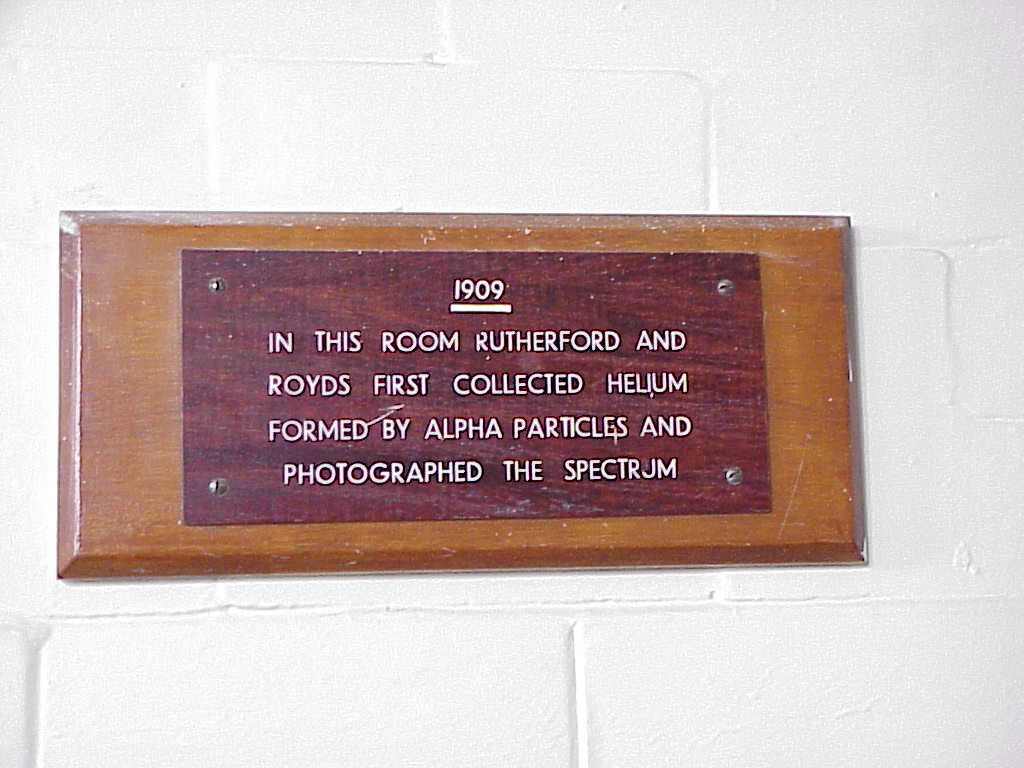 1909
IN THIS ROOM RUTHERFORD AND
ROYDS FIRST COLLECTED HELIUM
FORMED BY ALPHA PARTICLES AND
PHOTOGRAPHED THE SPECTRUM